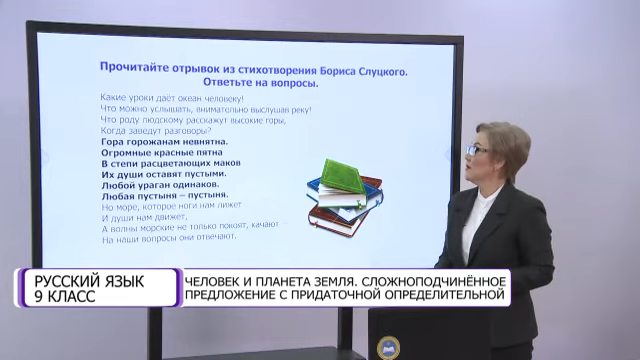 Прочитайте отрывок из стихотворения Бориса Слуцкого.
Ответьте на вопросы.
Какие уроки даёт океан человеку!
Что можно услышать, внимательно выслушав реку!
Что роду людскому расскажут высокие горы,
Когда заведут разговоры?
Гора горожанам невнятна.
Огромные красные пятна
В степи расцветающих маков
Их души оставят пустыми.
Любой ураган одинаков.
Любая пустыня – пустыня.
Но море, которое ноги нам лижет
И души нам движет,
А волны морские не только покоят, качают
На наши вопросы они отвечают.
РУССКИЙ ЯЗЫК
9 КЛАСС
ЧЕЛОВЕК И ПЛАНЕТА ЗЕМЛЯ. СЛОЖНОПОДЧИНЁННОЕ
ПРЕДЛОЖЕНИЕ С ПРИДАТОЧНОЙ ОПРЕДЕЛИТЕЛЬНОЙ